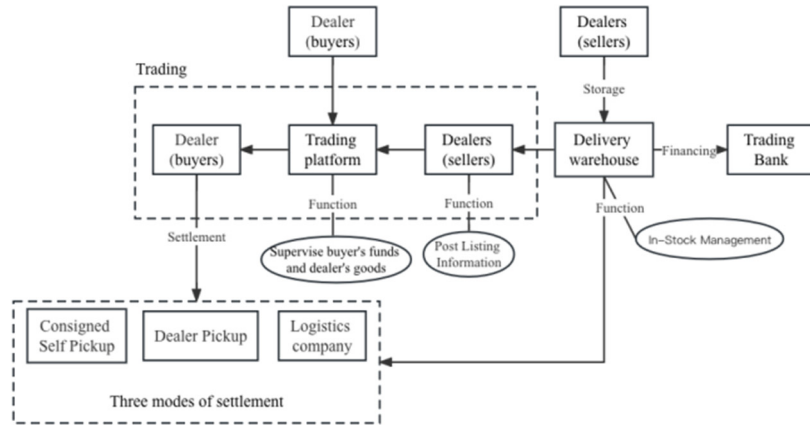 Dealer
(buyers)
Dealers
(sellers)
Trading
Storage
Dealer
(buyers)
Trading
platform
Dealers
(sellers)
Delivery
warehouse
Financing
Trading
Bank
Function
Function
Function
Settlement
Supervise buyer's funds
and dealer's goods
Post Listing
Information
In-Stock Management
Consigned
Self Pickup
Dealer Pickup
Logistics
company
Three modes of settlement